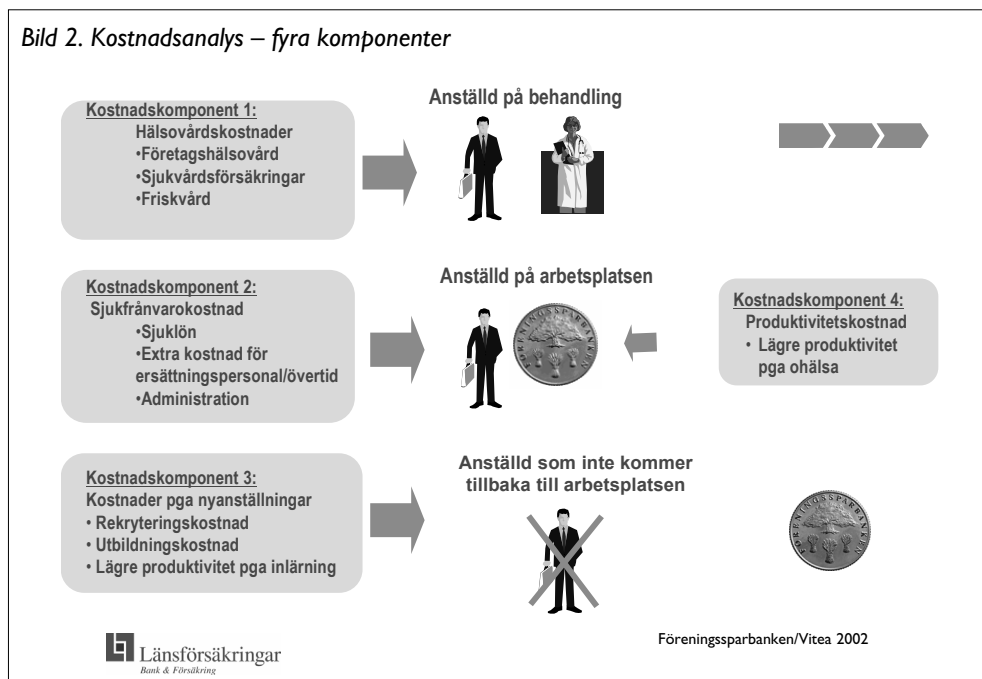 Bild 2. Kostnadsanalys – fyra komponenter
Kostnadskomponent 1:
Hälsovårdskostnader
•Företagshälsovård
•Sjukvårdsförsäkringar
•Friskvård
Anställd på behandling
Kostnadskomponent 2:
Sjukfrånvarokostnad
•Sjuklön
•Extra kostnad för
ersättningspersonal/övertid
•Administration
Anställd på arbetsplatsen
FÖRENINGSSPARBANKEN
Kostnadskomponent 4:
Produktivitetskostnad
• Lägre produktivitet
pga ohälsa
Kostnadskomponent 3:
Kostnader pga nyanställningar
• Rekryteringskostnad
• Utbildningskostnad
• Lägre produktivitet pga inlärning
Anställd som inte kommer
tillbaka till arbetsplatsen
FÖRENINGSSPARBANKEN
Länsförsäkringar
Bank & Försäkring
Föreningssparbanken/Vitea 2002